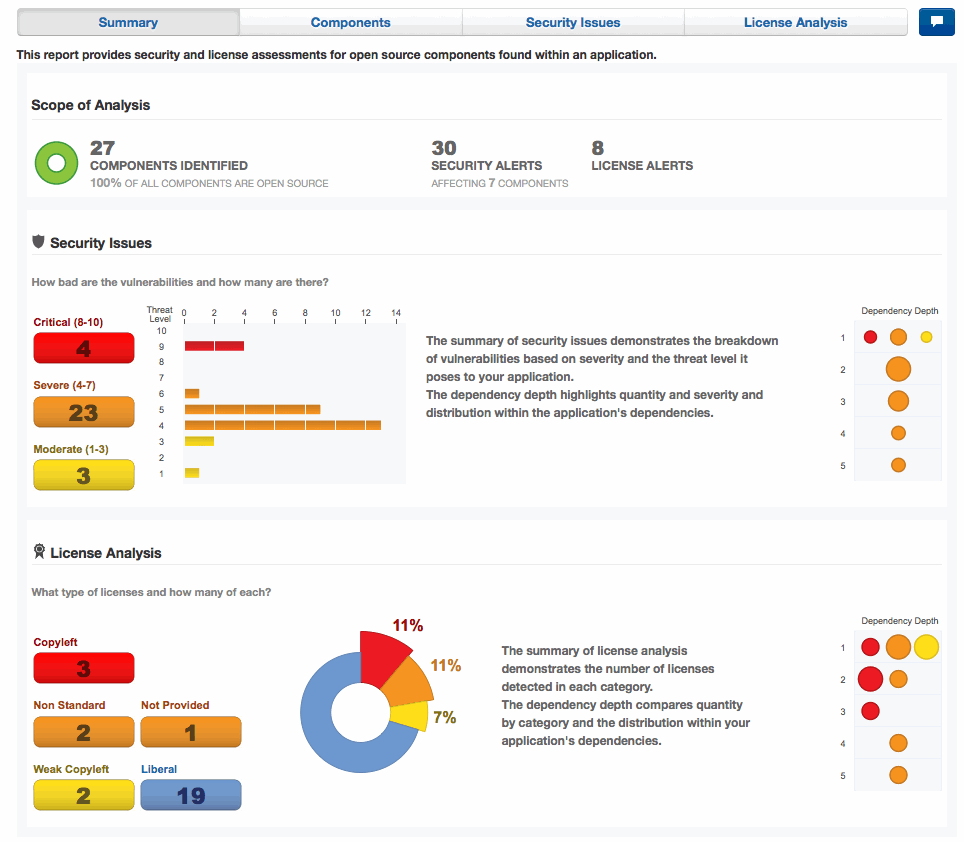 Summary
Components
Security Issues
License Analysis
This report provides security and license assessments for open source components found within an application.
Scope of Analysis
27
COMPONENTS IDENTIFIED
100% OF ALL COMPONENTS ARE OPEN SOURCE
30
SECURITY ALERTS
AFFECTING 7 COMPONENTS
8
LICENSE ALERTS
Security Issues
How bad are the vulnerabilities and how many are there?
Critical (8-10)
4
Severe (4-7)
23
Moderate (1-3)
3
Threat
Level
0 2 4 6 8 10 12 14
10
9
8
7
6
5
4
3
2
1
The summary of security issues demonstrates the breakdown
of vulnerabilities based on severity and the threat level it
poses to your application.
The dependency depth highlights quantity and severity and
distribution within the application's dependencies.
Dependency Depth
1
2
3
4
5
License Analysis
What type of licenses and how many of each?
Copyleft
3
Non Standard
2
Not Provided
1
Weak Copyleft
2
Liberal
19
11%
11%
7%
The summary of license analysis
demonstrates the number of licenses
detected in each category.
The dependency depth compares quantity
by category and the distribution within your
application's dependencies.
Dependency Depth
1
2
3
4
5